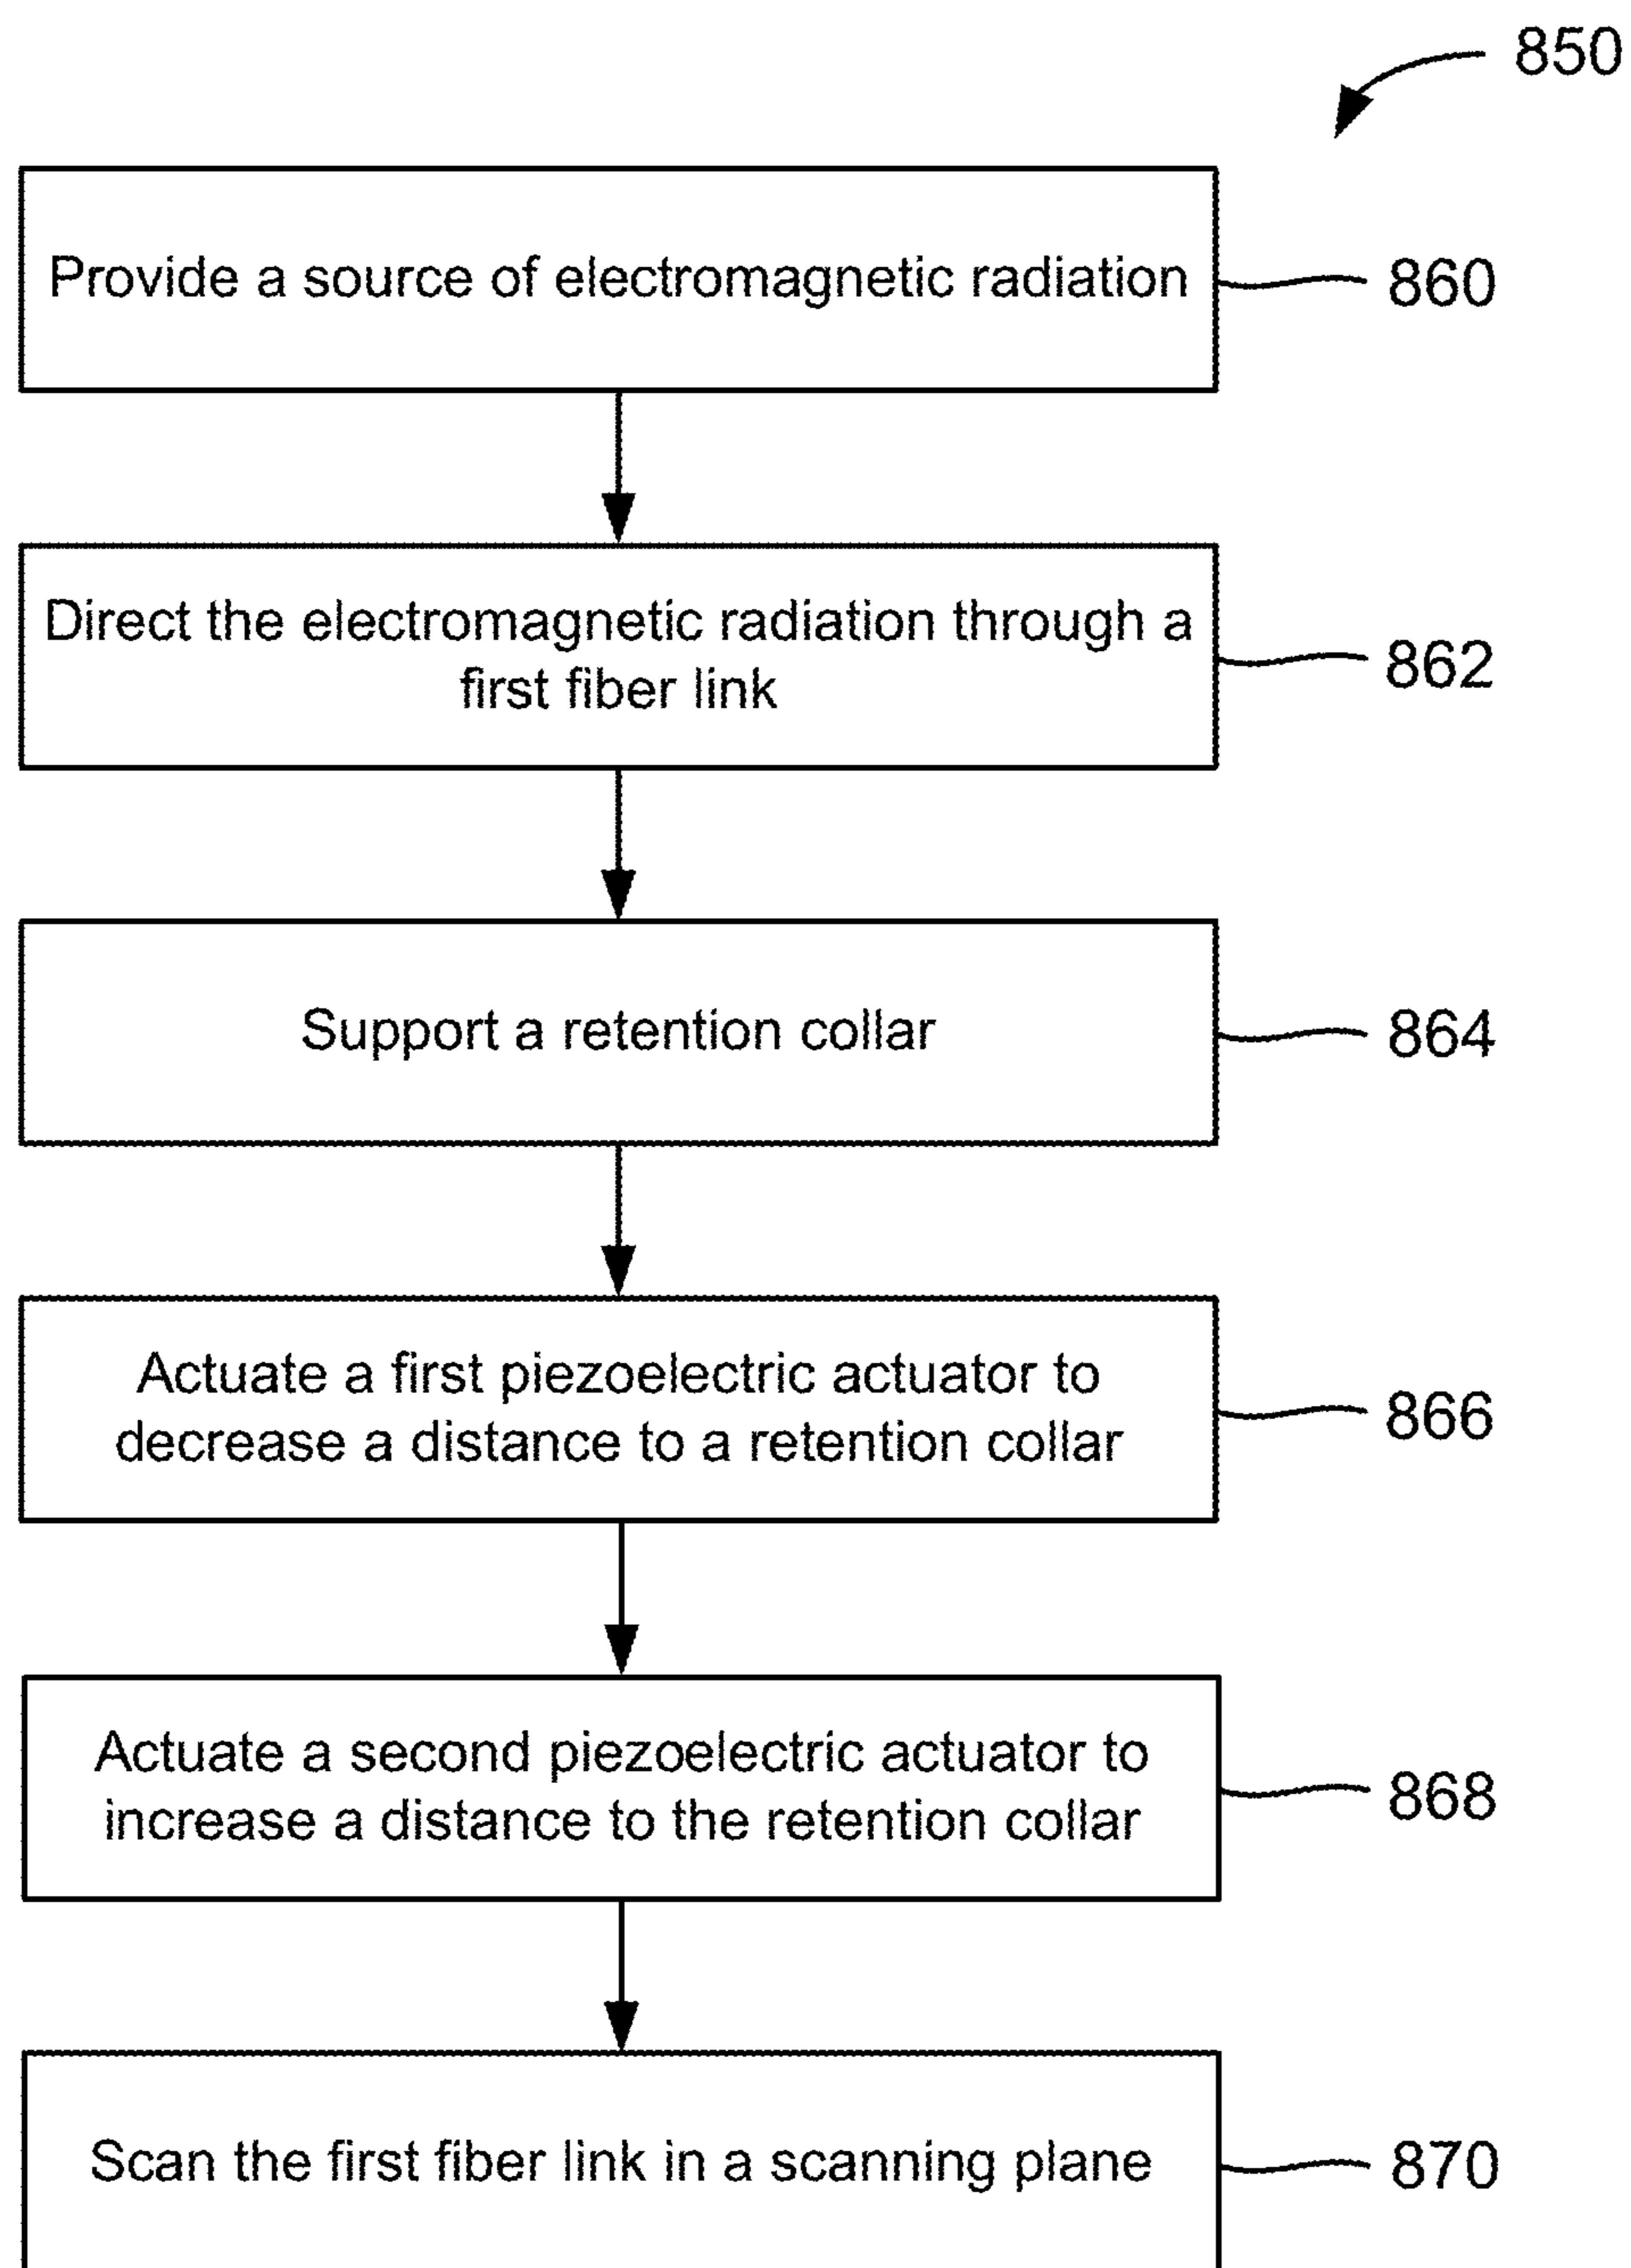 850
Provide a source of electromagnetic radiation
860
Direct the electromagnetic radiation through a
first fiber link
862
Support a retention collar
864
Actuate a first piezoelectric actuator to
decrease a distance to a retention collar
866
Actuate a second piezoelectric actuator to
increase a distance to the retention collar
868
Scan the first fiber link in a scanning plane
870